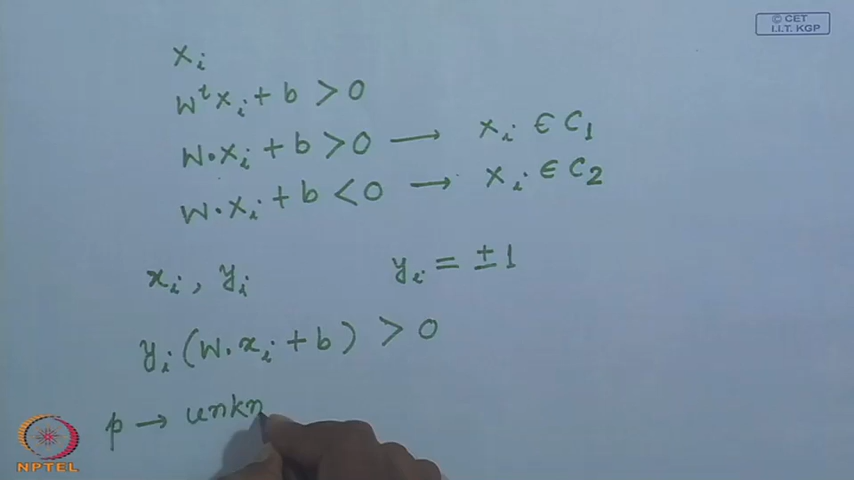 © CET
I.I.T. KGP
xᵢ
Wᵗxᵢ + b > 0
W·xᵢ + b > 0 → xᵢ ∈ C₁
W·xᵢ + b < 0 → xᵢ ∈ C₂
xᵢ, yᵢ yᵢ = ±1
yᵢ(W·xᵢ + b) > 0
p → unkn
NPTEL